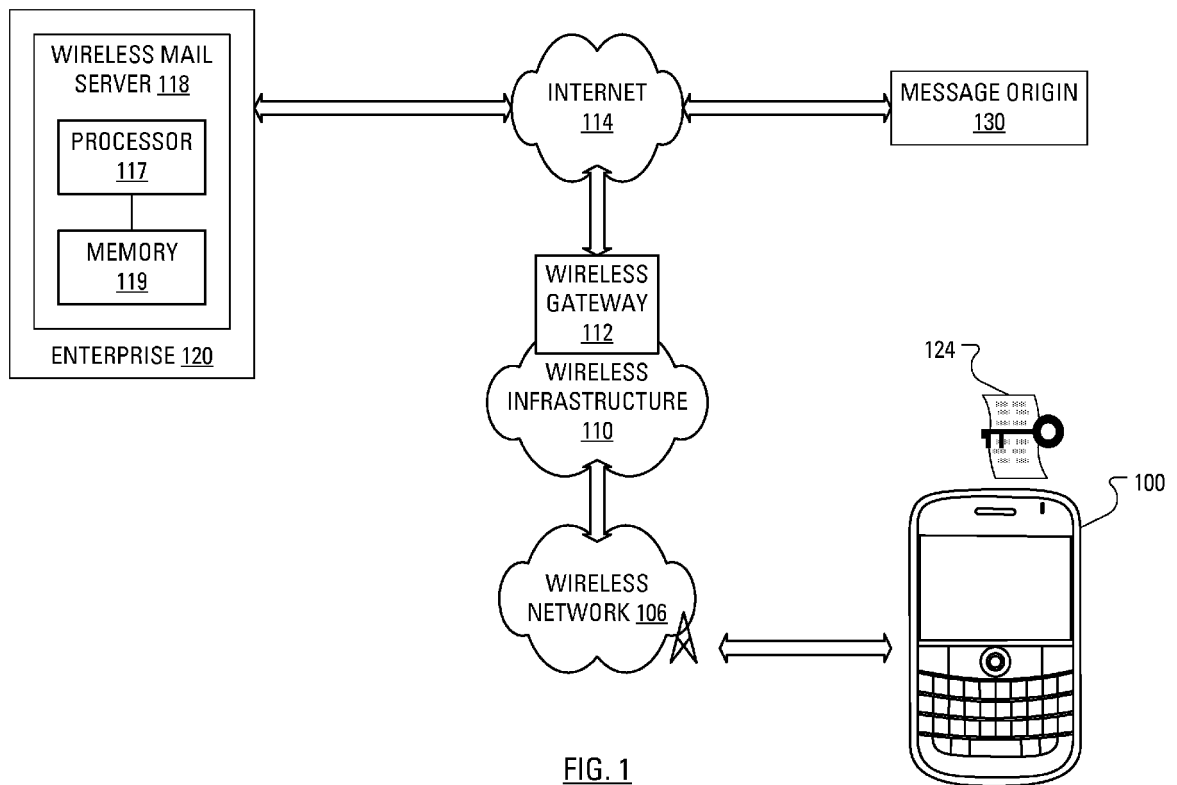 WIRELESS MAIL
SERVER 118
PROCESSOR
117
MEMORY
119
ENTERPRISE 120
INTERNET
114
MESSAGE ORIGIN
130
WIRELESS
GATEWAY
112
WIRELESS
INFRASTRUCTURE
110
WIRELESS
NETWORK 106
124
100
FIG. 1